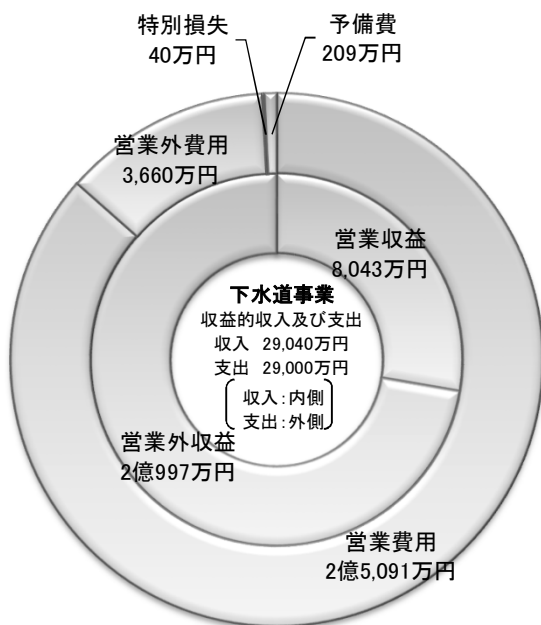 特別損失
40万円
予備費
209万円
営業外費用
3,660万円
営業収益
8,043万円
下水道事業
収益的収入及び支出
収入 29,040万円
支出 29,000万円
収入:内側
支出:外側
営業外収益
2億997万円
営業費用
2億5,091万円